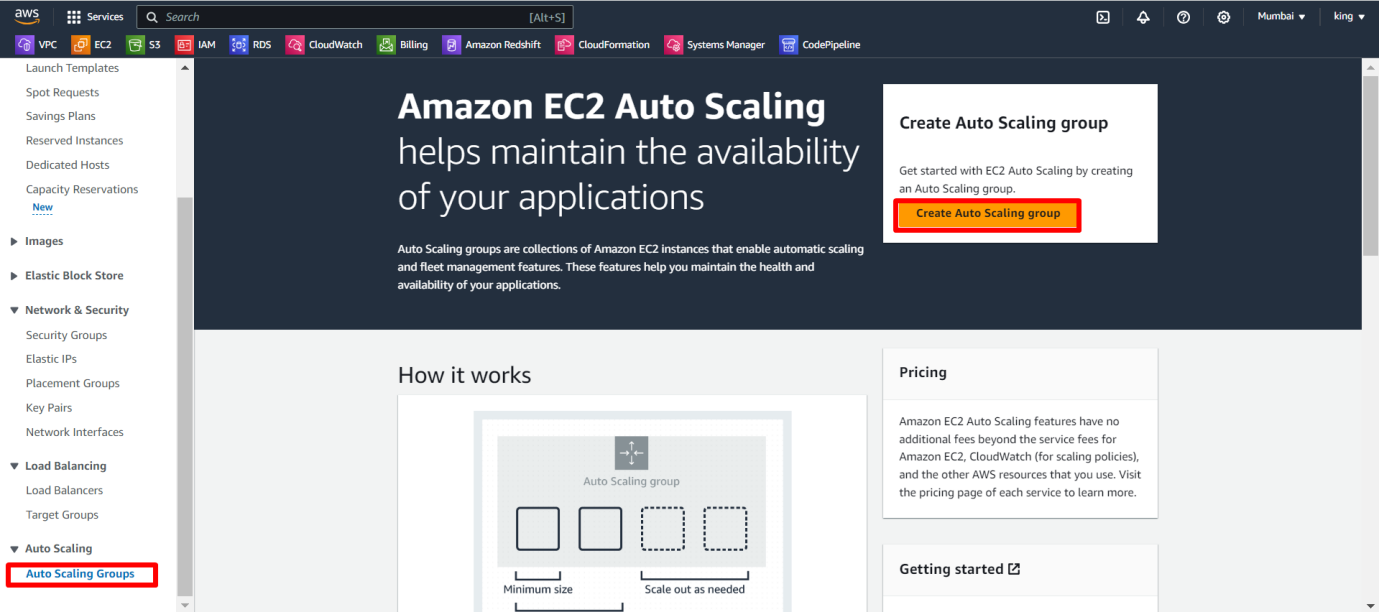 aws
Services
Search
[Alt+S]
Mumbai
king
VPC
EC2
S3
IAM
RDS
CloudWatch
Billing
Amazon Redshift
CloudFormation
Systems Manager
CodePipeline
Launch Templates
Spot Requests
Savings Plans
Reserved Instances
Dedicated Hosts
Capacity Reservations
New
Images
Elastic Block Store
Network & Security
Security Groups
Elastic IPs
Placement Groups
Key Pairs
Network Interfaces
Load Balancing
Load Balancers
Target Groups
Auto Scaling
Auto Scaling Groups
Amazon EC2 Auto Scaling
helps maintain the availability
of your applications
Auto Scaling groups are collections of Amazon EC2 instances that enable automatic scaling
and fleet management features. These features help you maintain the health and
availability of your applications.
Create Auto Scaling group
Get started with EC2 Auto Scaling by creating
an Auto Scaling group.
Create Auto Scaling group
How it works
Auto Scaling group
Minimum size
Scale out as needed
Pricing
Amazon EC2 Auto Scaling features have no
additional fees beyond the service fees for
Amazon EC2, CloudWatch (for scaling policies),
and the other AWS resources that you use. Visit
the pricing page of each service to learn more.
Getting started